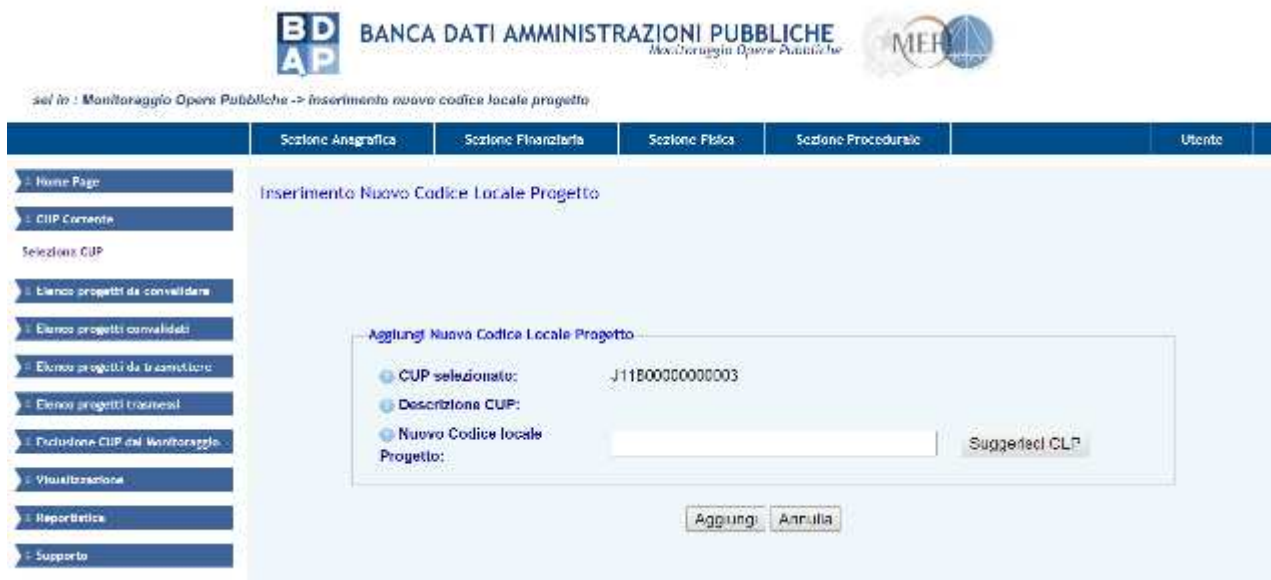 BD
AP
BANCA DATI AMMINISTRAZIONI PUBBLICHE
Monitoraggio Opere Pubbliche
MEF
sei in : Monitoraggio Opere Pubbliche -> inserimento nuovo codice locale progetto
Sezione Anagrafica Sezione Finanziaria Sezione Fisica Sezione Procedurale Utente
Home Page
CUP Corrente
Seleziona CUP
Elenco progetti da convalidare
Elenco progetti convalidati
Elenco progetti da trasmettere
Elenco progetti trasmessi
Esclusione CUP dal Monitoraggio
Visualizzazione
Reportistica
Supporto
Inserimento Nuovo Codice Locale Progetto
Aggiungi Nuovo Codice Locale Progetto
CUP selezionato: J11B00000000003
Descrizione CUP:
Nuovo Codice locale
Progetto:
Suggerisci CLP
Aggiungi Annulla